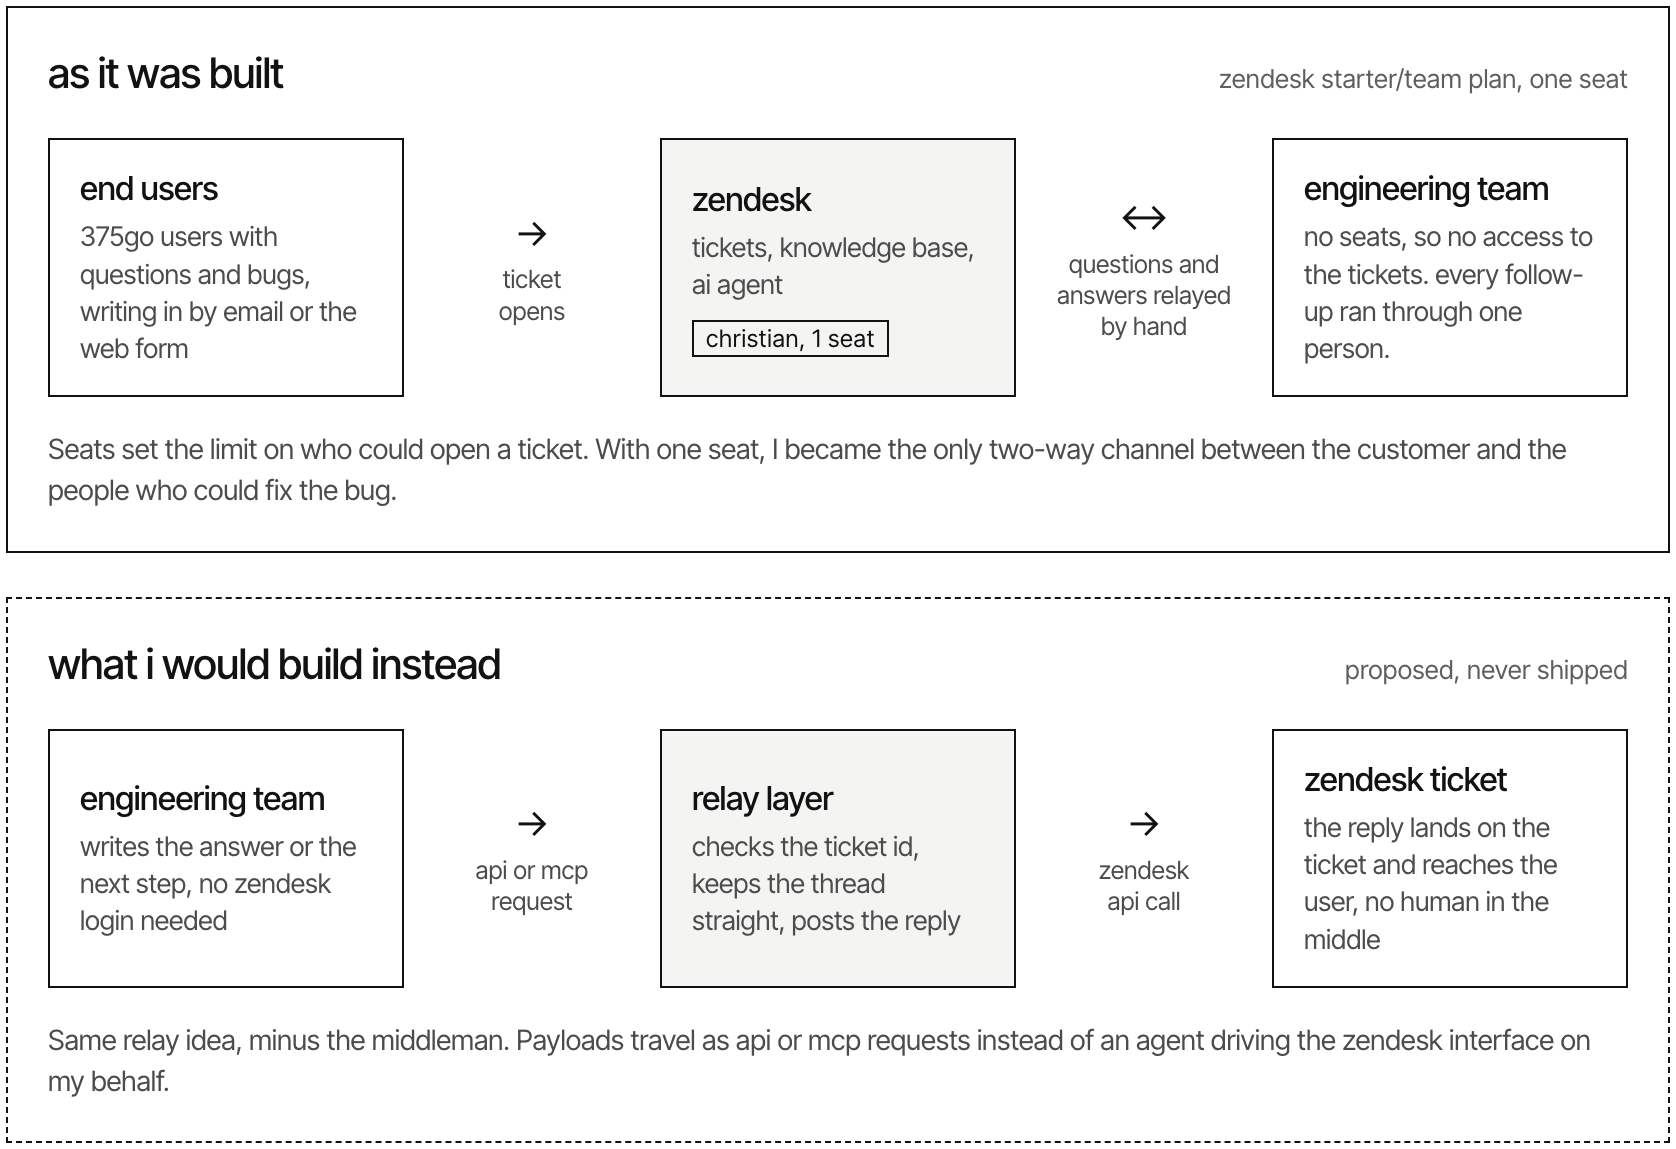 as it was built
zendesk starter/team plan, one seat
end users
375go users with
questions and bugs,
writing in by email or the
web form
→
ticket
opens
zendesk
tickets, knowledge base,
ai agent
christian, 1 seat
↔
questions and
answers relayed
by hand
engineering team
no seats, so no access to
the tickets. every follow-
up ran through one
person.
Seats set the limit on who could open a ticket. With one seat, I became the only two-way channel between the customer and the
people who could fix the bug.
what i would build instead
proposed, never shipped
engineering team
writes the answer or the
next step, no zendesk
login needed
→
api or mcp
request
relay layer
checks the ticket id,
keeps the thread
straight, posts the reply
→
zendesk
api call
zendesk ticket
the reply lands on the
ticket and reaches the
user, no human in the
middle
Same relay idea, minus the middleman. Payloads travel as api or mcp requests instead of an agent driving the zendesk interface on
my behalf.